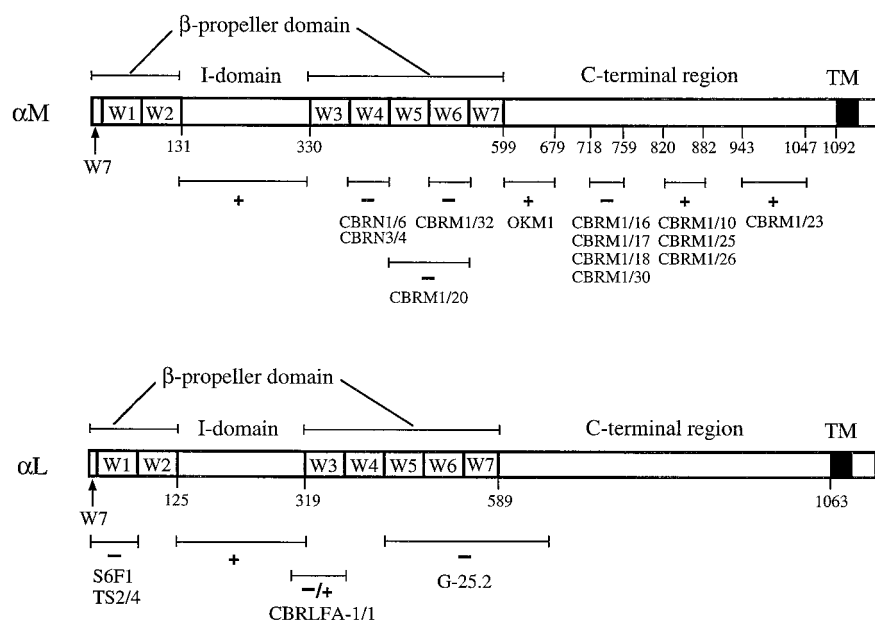 β-propeller domain
I-domain
C-terminal region
TM
αM
W1 W2 W3 W4 W5 W6 W7
131 330 599 679 718 759 820 882 943 1047 1092
W7
+ − − + − + +
CBRN1/6 CBRM1/32 OKM1 CBRM1/16 CBRM1/10 CBRM1/23
CBRN3/4 CBRM1/17 CBRM1/25
CBRM1/18 CBRM1/26
− CBRM1/30
CBRM1/20
β-propeller domain
I-domain
C-terminal region
TM
αL
W1 W2 W3 W4 W5 W6 W7
125 319 589 1063
W7
− + −
S6F1 G-25.2
TS2/4 −/+
CBRLFA-1/1